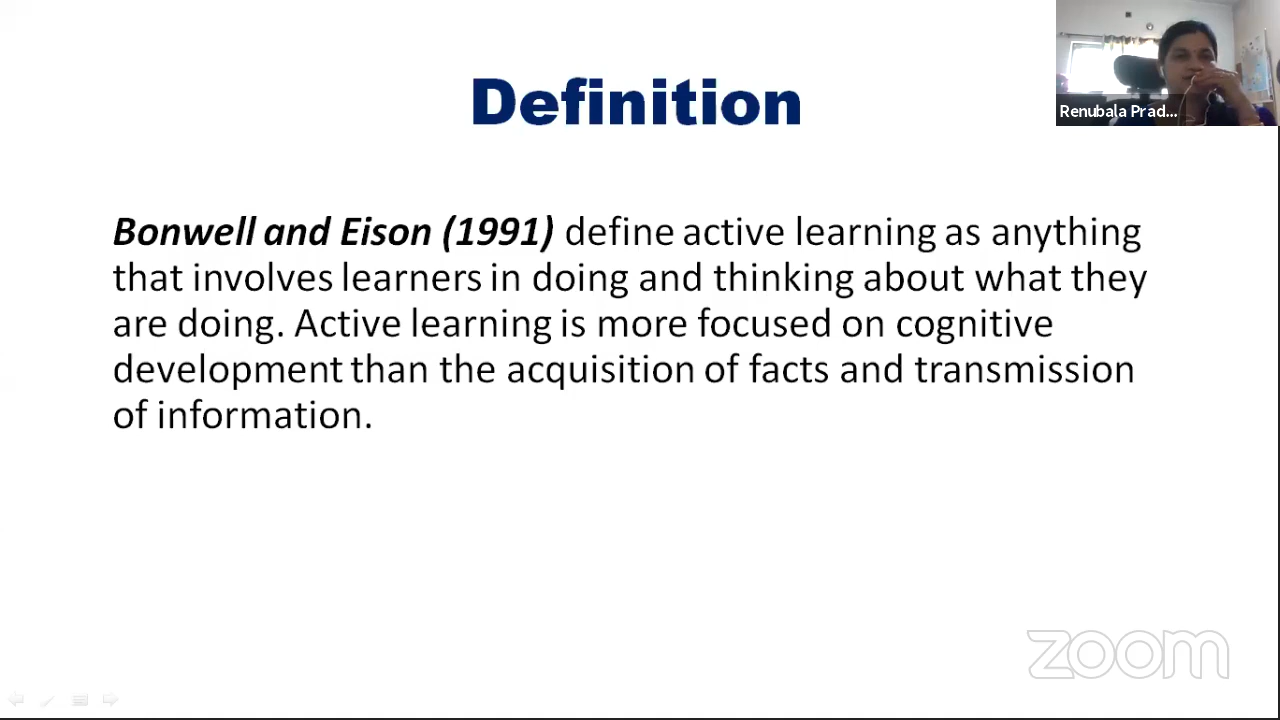 Definition
Renubala Prad...
Bonwell and Eison (1991) define active learning as anything
that involves learners in doing and thinking about what they
are doing. Active learning is more focused on cognitive
development than the acquisition of facts and transmission
of information.
zoom